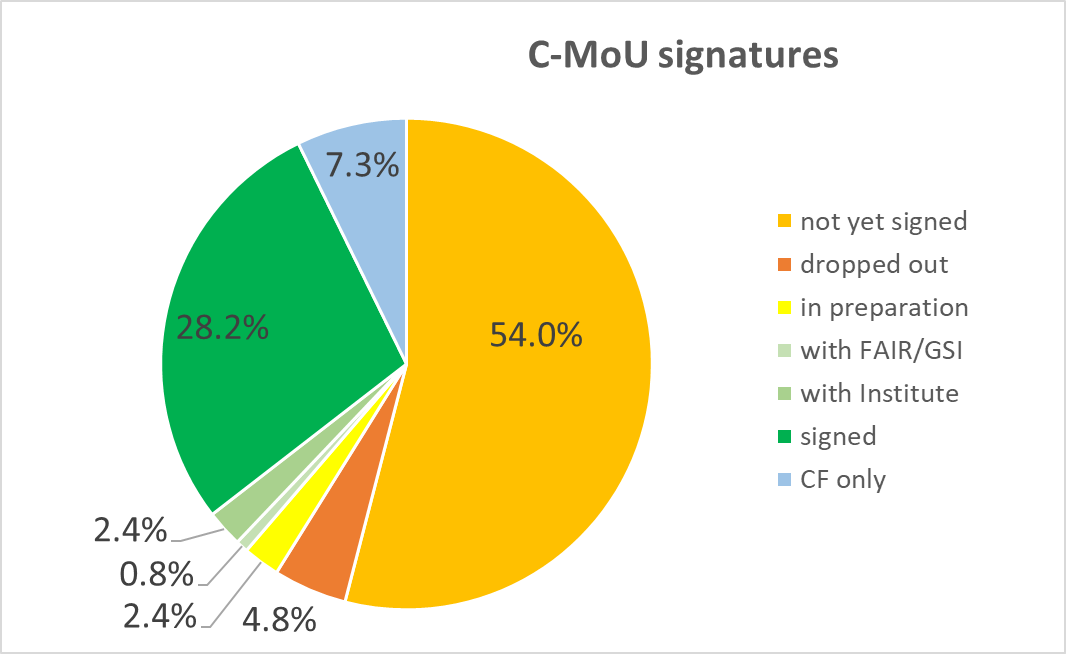 C-MoU signatures
7.3%
28.2%
54.0%
2.4%
0.8%
2.4%
4.8%
not yet signed
dropped out
in preparation
with FAIR/GSI
with Institute
signed
CF only